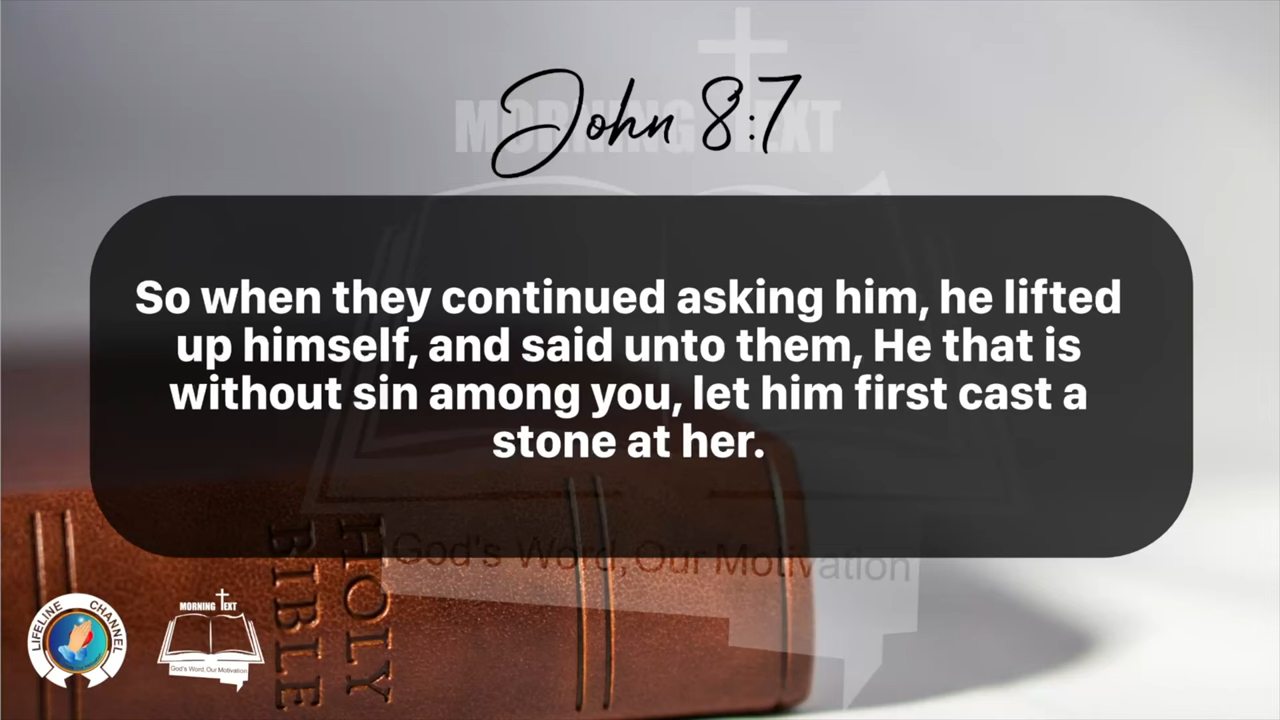 John 8:7
MORNING TEXT
So when they continued asking him, he lifted
up himself, and said unto them, He that is
without sin among you, let him first cast a
stone at her.
God's Word, Our Motivation
HOLY
BIBLE
LIFELINE CHANNEL
MORNING TEXT
God's Word, Our Motivation